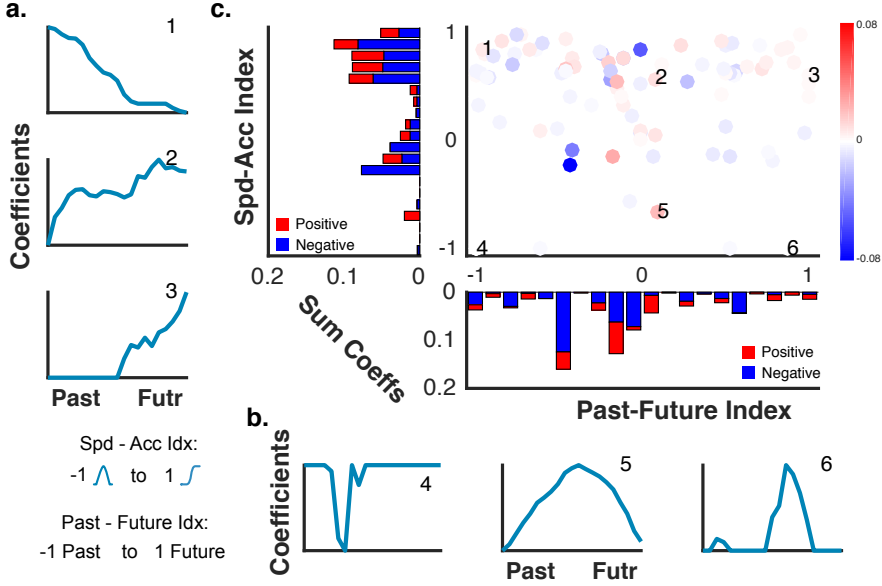 a.
1
2
3
Coefficients
Past Futr
Spd - Acc Idx:
-1 to 1
Past - Future Idx:
-1 Past to 1 Future
c.
Spd-Acc Index
1
0
-1
Positive
Negative
0.2 0.1 0
Sum Coeffs
1
2
3
4
5
6
-1 0 1
0.08
0
-0.08
0
0.1
0.2
Positive
Negative
Past-Future Index
b.
Coefficients
4
5
6
Past Futr